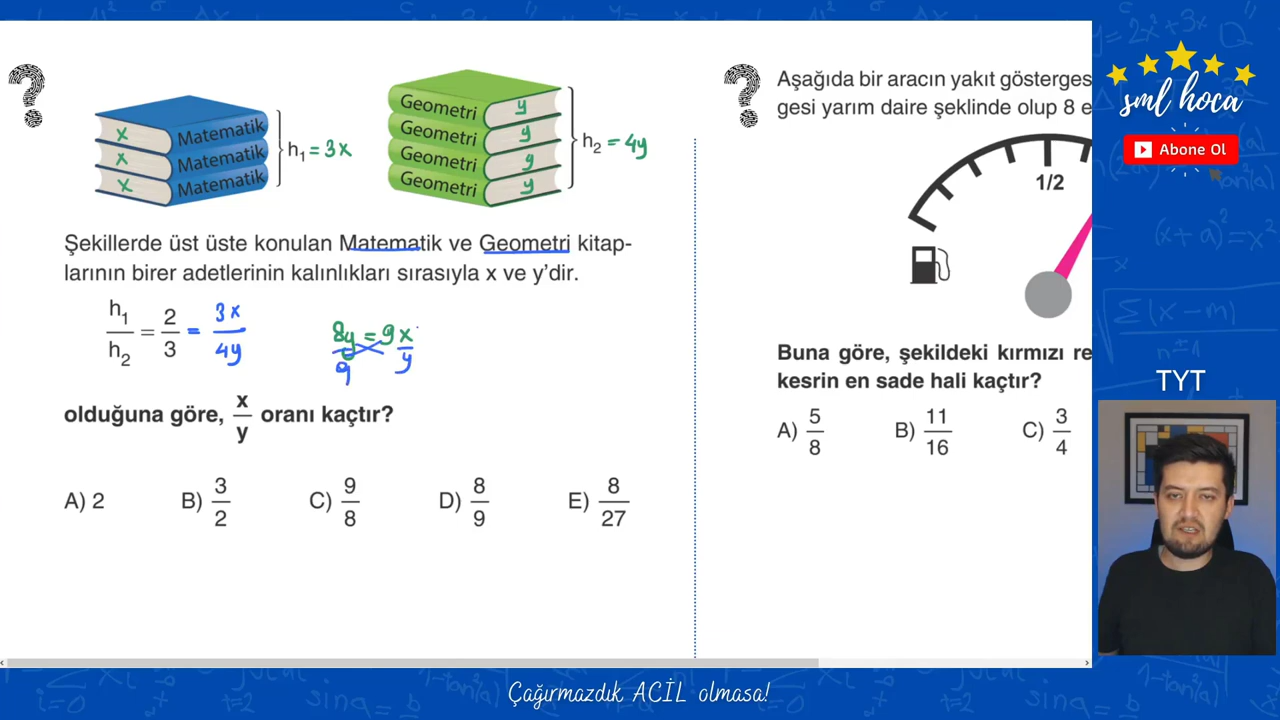 Matematik
Matematik
Matematik
x
x
x
h1 = 3x
Geometri
Geometri
Geometri
Geometri
y
y
y
y
h2 = 4y
Şekillerde üst üste konulan Matematik ve Geometri kitap-
larının birer adetlerinin kalınlıkları sırasıyla x ve y'dir.
h1/h2 = 2/3 = 3x/4y
8y = 9x
9 y
olduğuna göre, x/y oranı kaçtır?
A) 2 B) 3/2 C) 9/8 D) 8/9 E) 8/27
Aşağıda bir aracın yakıt gösterges
gesi yarım daire şeklinde olup 8 e
1/2
Buna göre, şekildeki kırmızı re
kesrin en sade hali kaçtır?
A) 5/8 B) 11/16 C) 3/4
sml hoca
Abone Ol
TYT
Çağırmazdık ACİL olmasa!